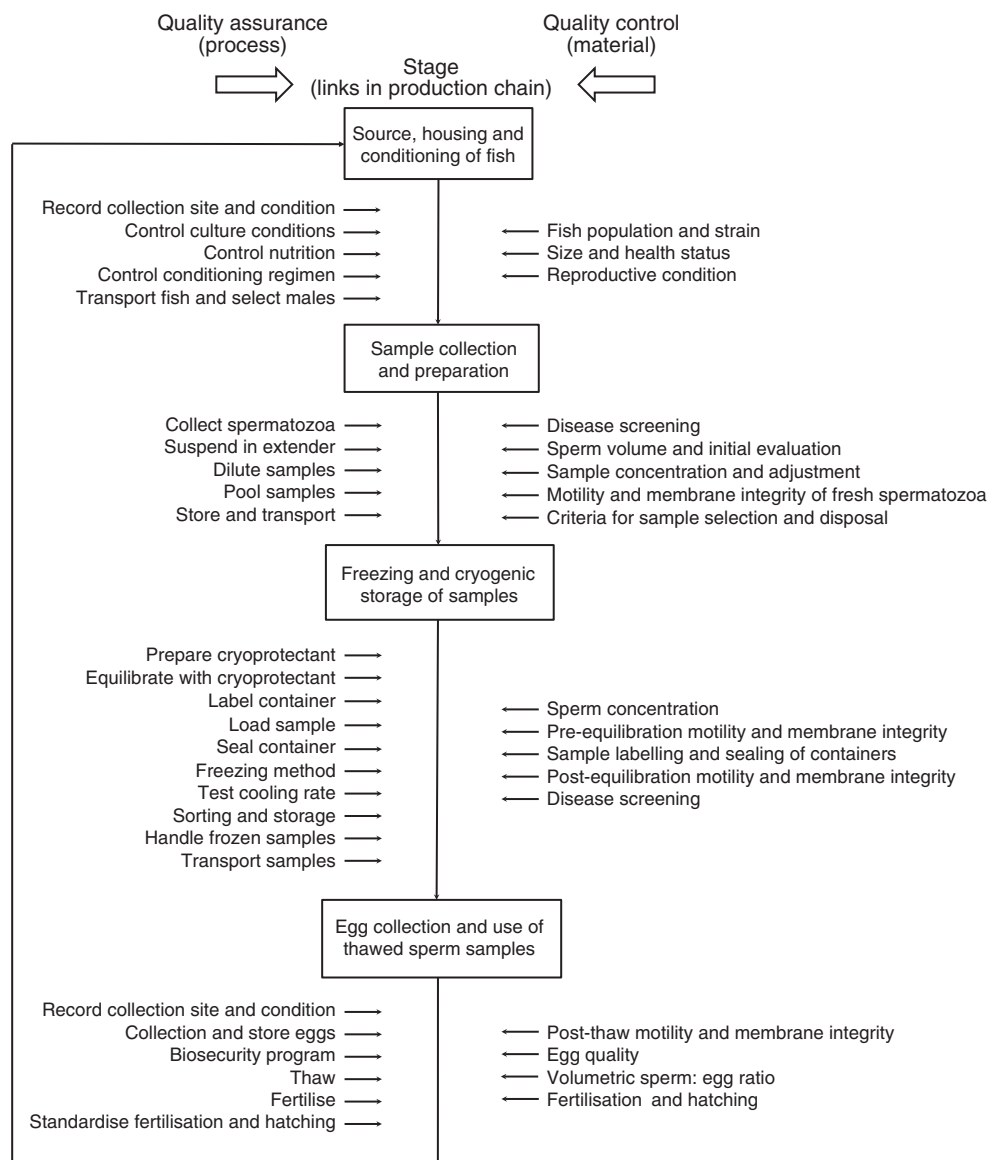 Quality assurance
(process)
Quality control
(material)
Stage
(links in production chain)
Source, housing and
conditioning of fish
Record collection site and condition
Control culture conditions
Control nutrition
Control conditioning regimen
Transport fish and select males
Fish population and strain
Size and health status
Reproductive condition
Sample collection
and preparation
Collect spermatozoa
Suspend in extender
Dilute samples
Pool samples
Store and transport
Disease screening
Sperm volume and initial evaluation
Sample concentration and adjustment
Motility and membrane integrity of fresh spermatozoa
Criteria for sample selection and disposal
Freezing and cryogenic
storage of samples
Prepare cryoprotectant
Equilibrate with cryoprotectant
Label container
Load sample
Seal container
Freezing method
Test cooling rate
Sorting and storage
Handle frozen samples
Transport samples
Sperm concentration
Pre-equilibration motility and membrane integrity
Sample labelling and sealing of containers
Post-equilibration motility and membrane integrity
Disease screening
Egg collection and use of
thawed sperm samples
Record collection site and condition
Collection and store eggs
Biosecurity program
Thaw
Fertilise
Standardise fertilisation and hatching
Post-thaw motility and membrane integrity
Egg quality
Volumetric sperm: egg ratio
Fertilisation and hatching